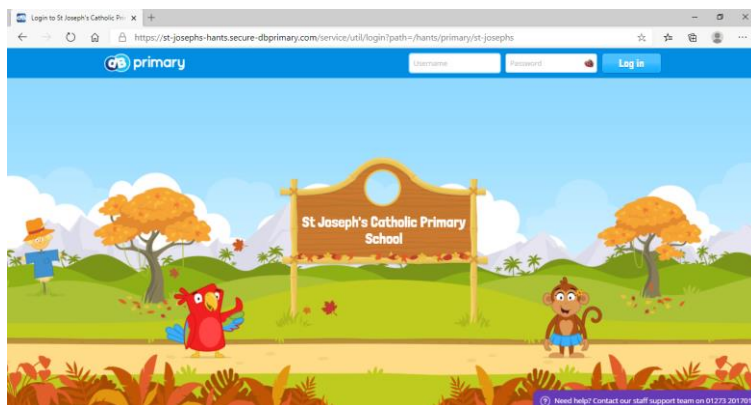 Login to St Joseph's Catholic Pri
https://st-josephs-hants.secure-dbprimary.com/service/util/login?path=/hants/primary/st-josephs
dB primary
Username
Password
Log in
St Joseph's Catholic Primary
School
Need help? Contact our staff support team on 01273 201701